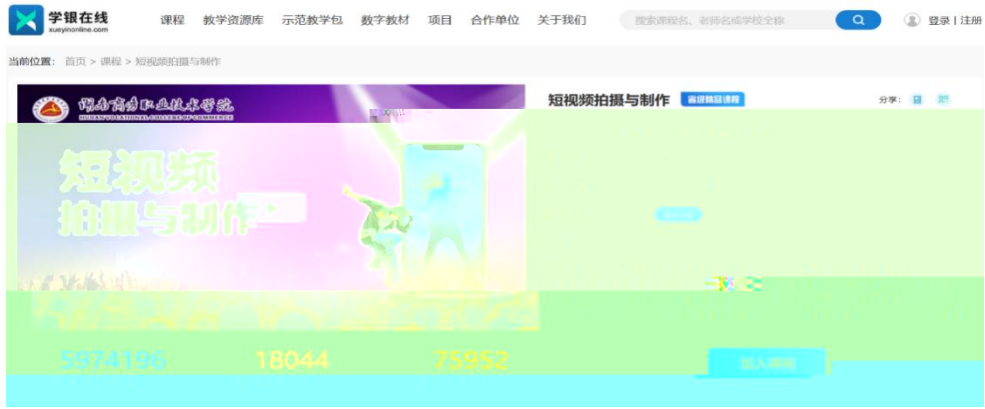 学银在线
xueyinonline.com
课程 教学资源库 示范教学包 数字教材 项目 合作单位 关于我们
搜索课程名、老师名或学校全称
登录 | 注册
当前位置: 首页 > 课程 > 短视频拍摄与制作
湖南商务职业技术学院
HUNAN VOCATIONAL COLLEGE OF COMMERCE
短视频拍摄与制作 省级精品课程
分享:
短视频
拍摄与制作
5974196 18044 75952
加入课程